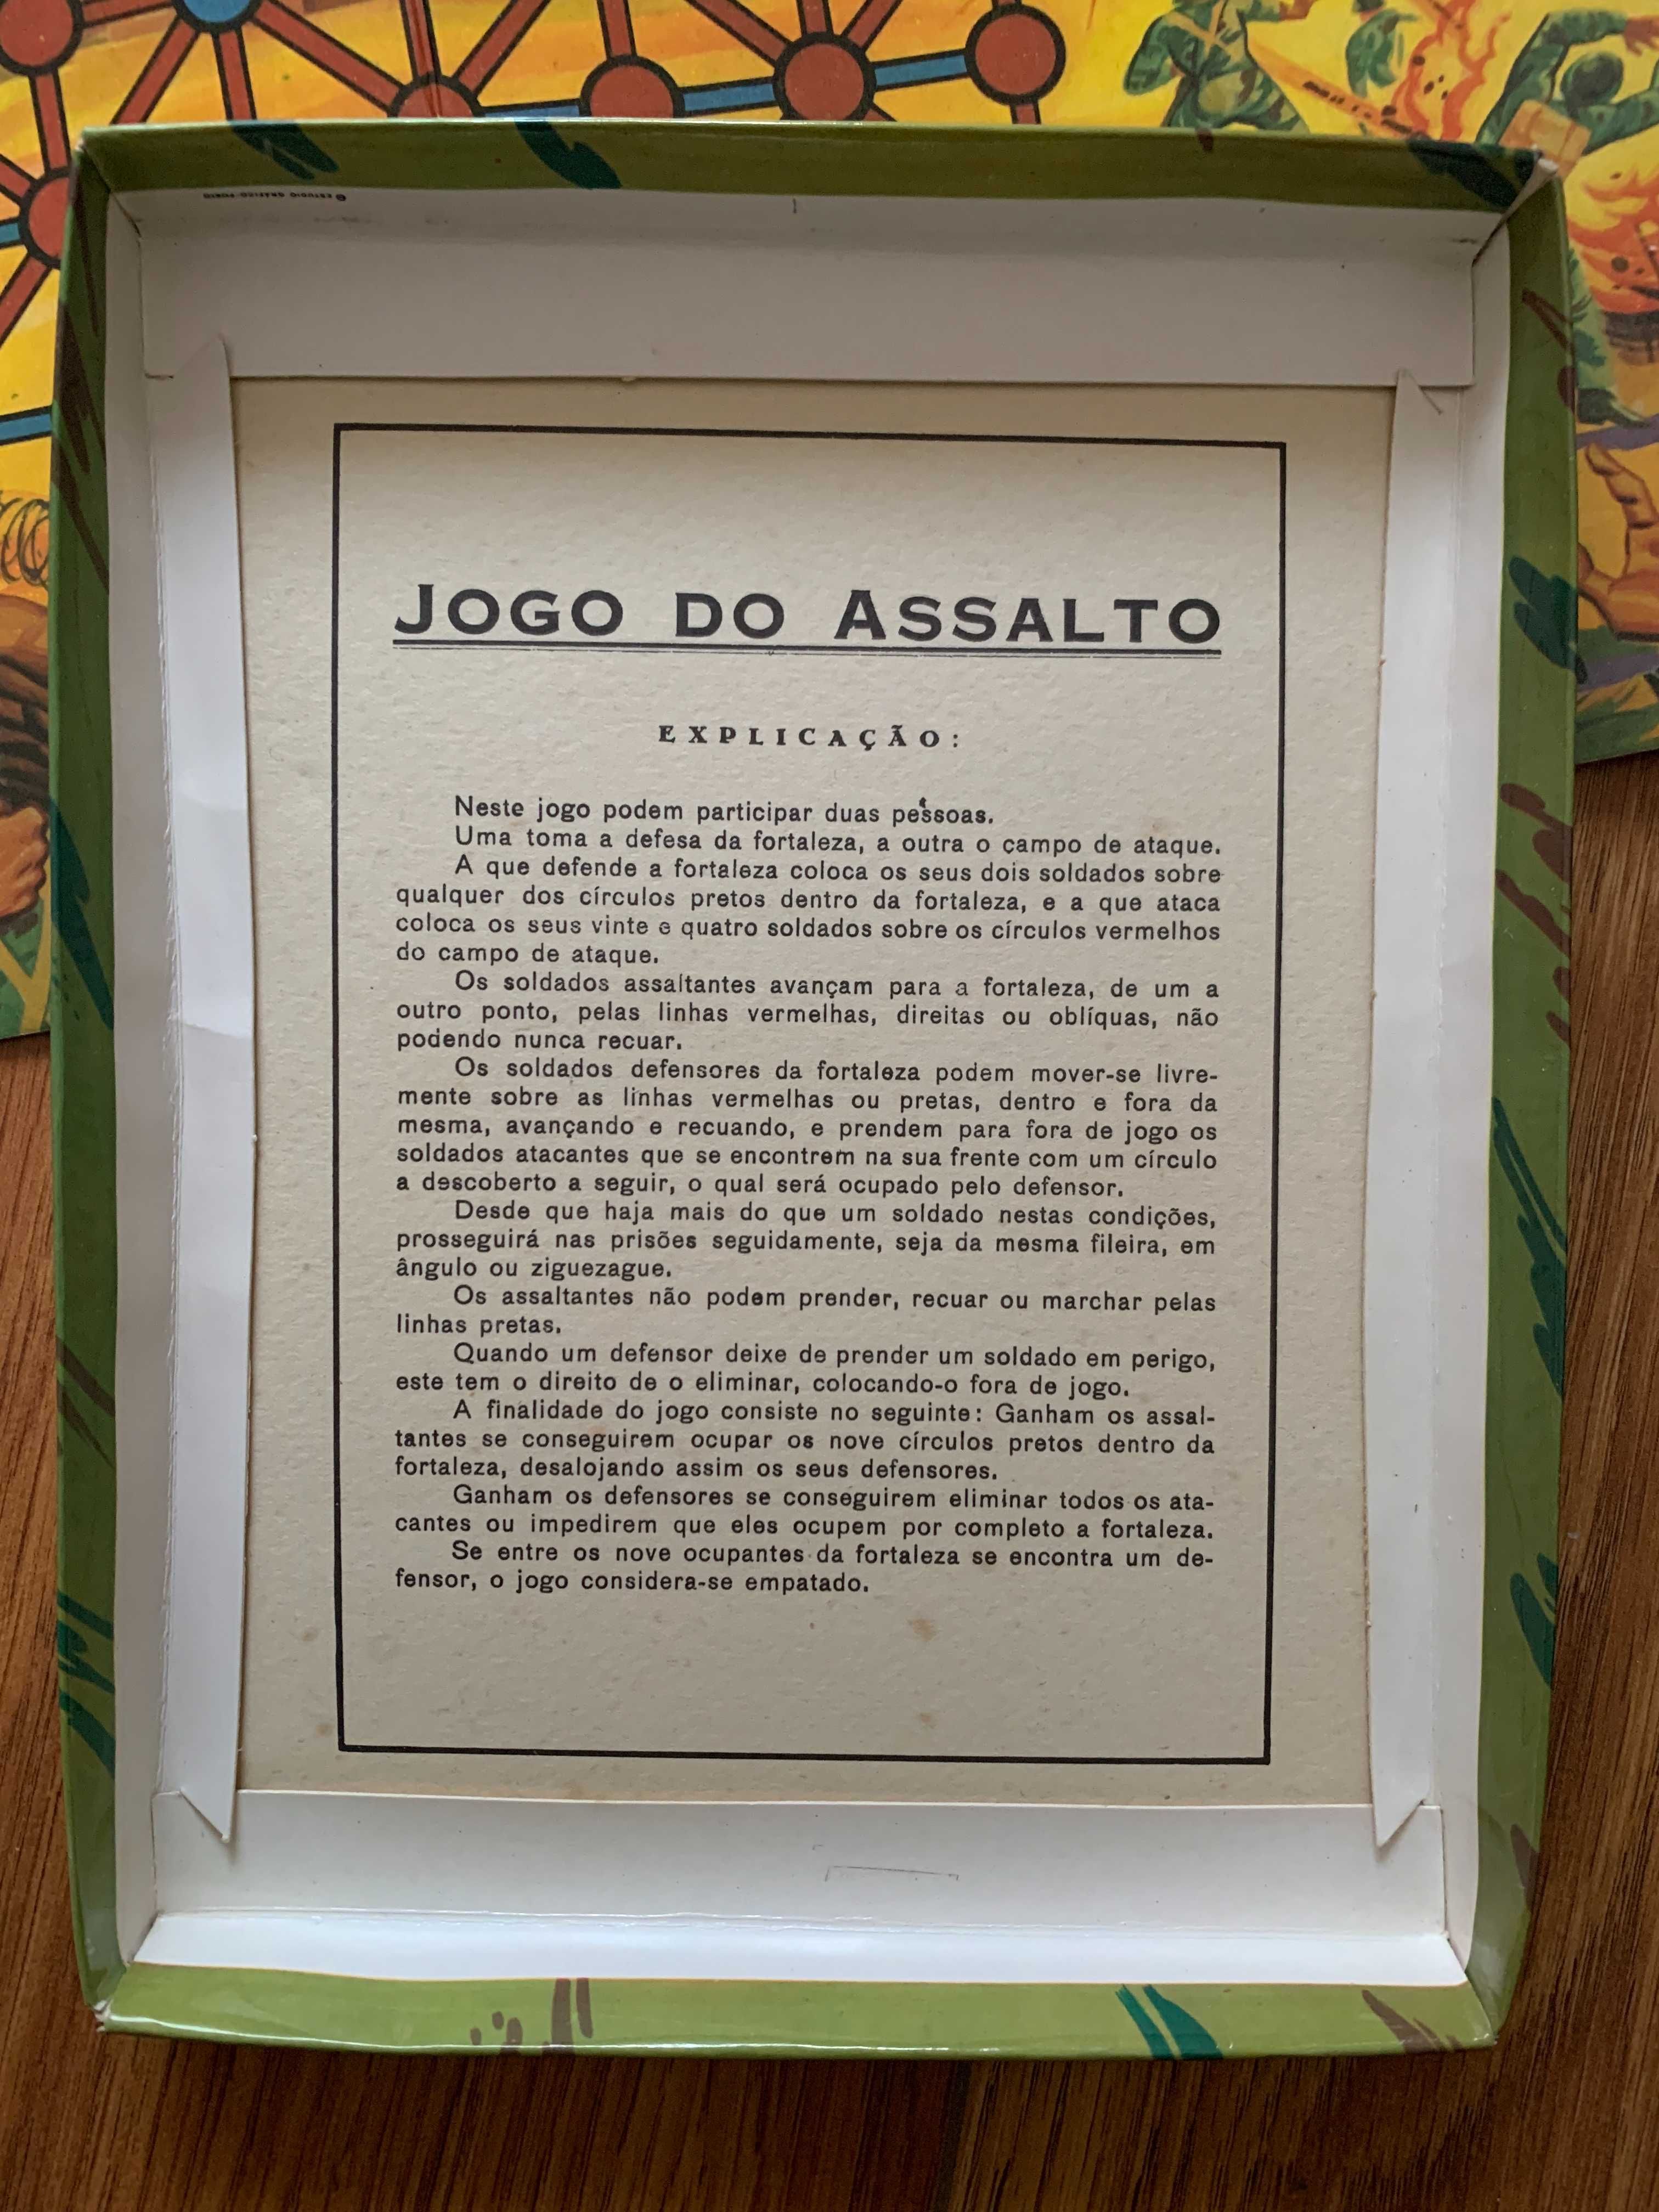 © ESTUDIO GRAFICO-PORTO
JOGO DO ASSALTO
EXPLICAÇÃO:
Neste jogo podem participar duas pessoas.
Uma toma a defesa da fortaleza, a outra o campo de ataque.
A que defende a fortaleza coloca os seus dois soldados sobre
qualquer dos círculos pretos dentro da fortaleza, e a que ataca
coloca os seus vinte e quatro soldados sobre os círculos vermelhos
do campo de ataque.
Os soldados assaltantes avançam para a fortaleza, de um a
outro ponto, pelas linhas vermelhas, direitas ou oblíquas, não
podendo nunca recuar.
Os soldados defensores da fortaleza podem mover-se livre-
mente sobre as linhas vermelhas ou pretas, dentro e fora da
mesma, avançando e recuando, e prendem para fora de jogo os
soldados atacantes que se encontrem na sua frente com um círculo
a descoberto a seguir, o qual será ocupado pelo defensor.
Desde que haja mais do que um soldado nestas condições,
prosseguirá nas prisões seguidamente, seja da mesma fileira, em
ângulo ou ziguezague.
Os assaltantes não podem prender, recuar ou marchar pelas
linhas pretas.
Quando um defensor deixe de prender um soldado em perigo,
este tem o direito de o eliminar, colocando-o fora de jogo.
A finalidade do jogo consiste no seguinte: Ganham os assal-
tantes se conseguirem ocupar os nove círculos pretos dentro da
fortaleza, desalojando assim os seus defensores.
Ganham os defensores se conseguirem eliminar todos os ata-
cantes ou impedirem que eles ocupem por completo a fortaleza.
Se entre os nove ocupantes da fortaleza se encontra um de-
fensor, o jogo considera-se empatado.